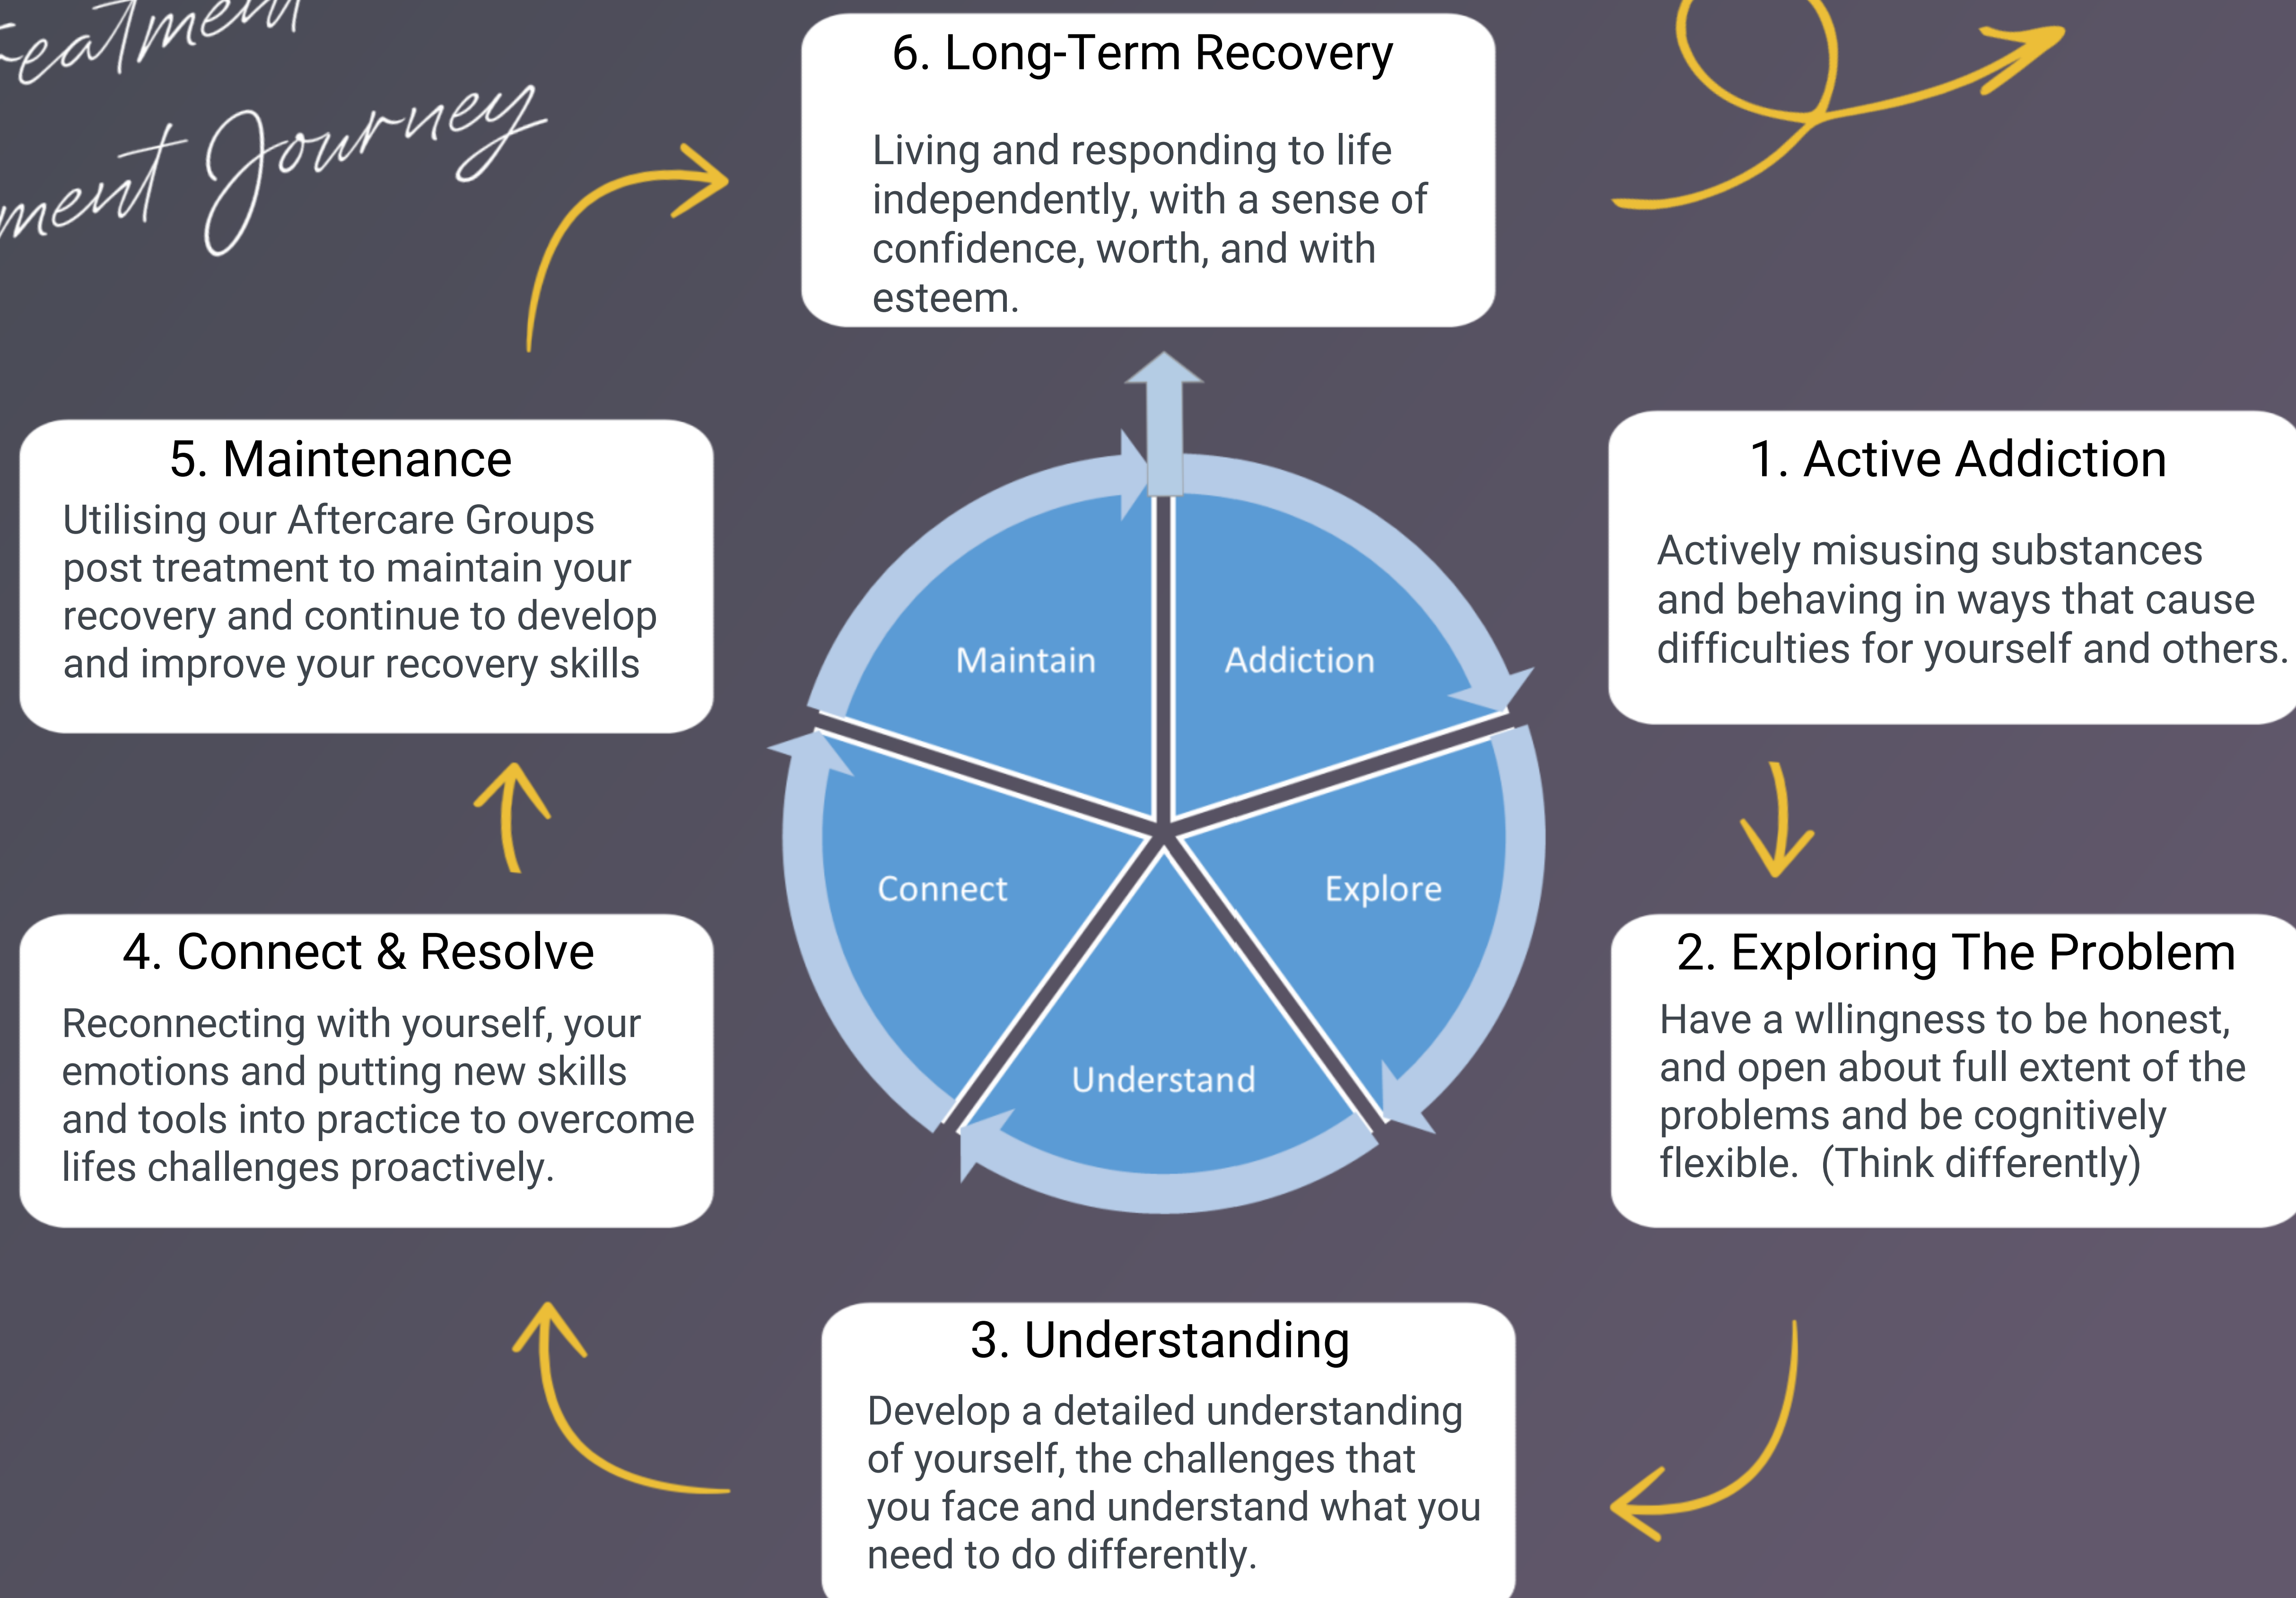 Journey
6. Long-Term Recovery
Living and responding to life
independently, with a sense of
confidence, worth, and with
esteem.
1. Active Addiction
Actively misusing substances
and behaving in ways that cause
difficulties for yourself and others.
2. Exploring The Problem
Have a wllingness to be honest,
and open about full extent of the
problems and be cognitively
flexible.  (Think differently)
3. Understanding
Develop a detailed understanding
of yourself, the challenges that
you face and understand what you
need to do differently.
4. Connect & Resolve
Reconnecting with yourself, your
emotions and putting new skills
and tools into practice to overcome
lifes challenges proactively.
5. Maintenance
Utilising our Aftercare Groups
post treatment to maintain your
recovery and continue to develop
and improve your recovery skills
Maintain
Addiction
Connect
Explore
Understand